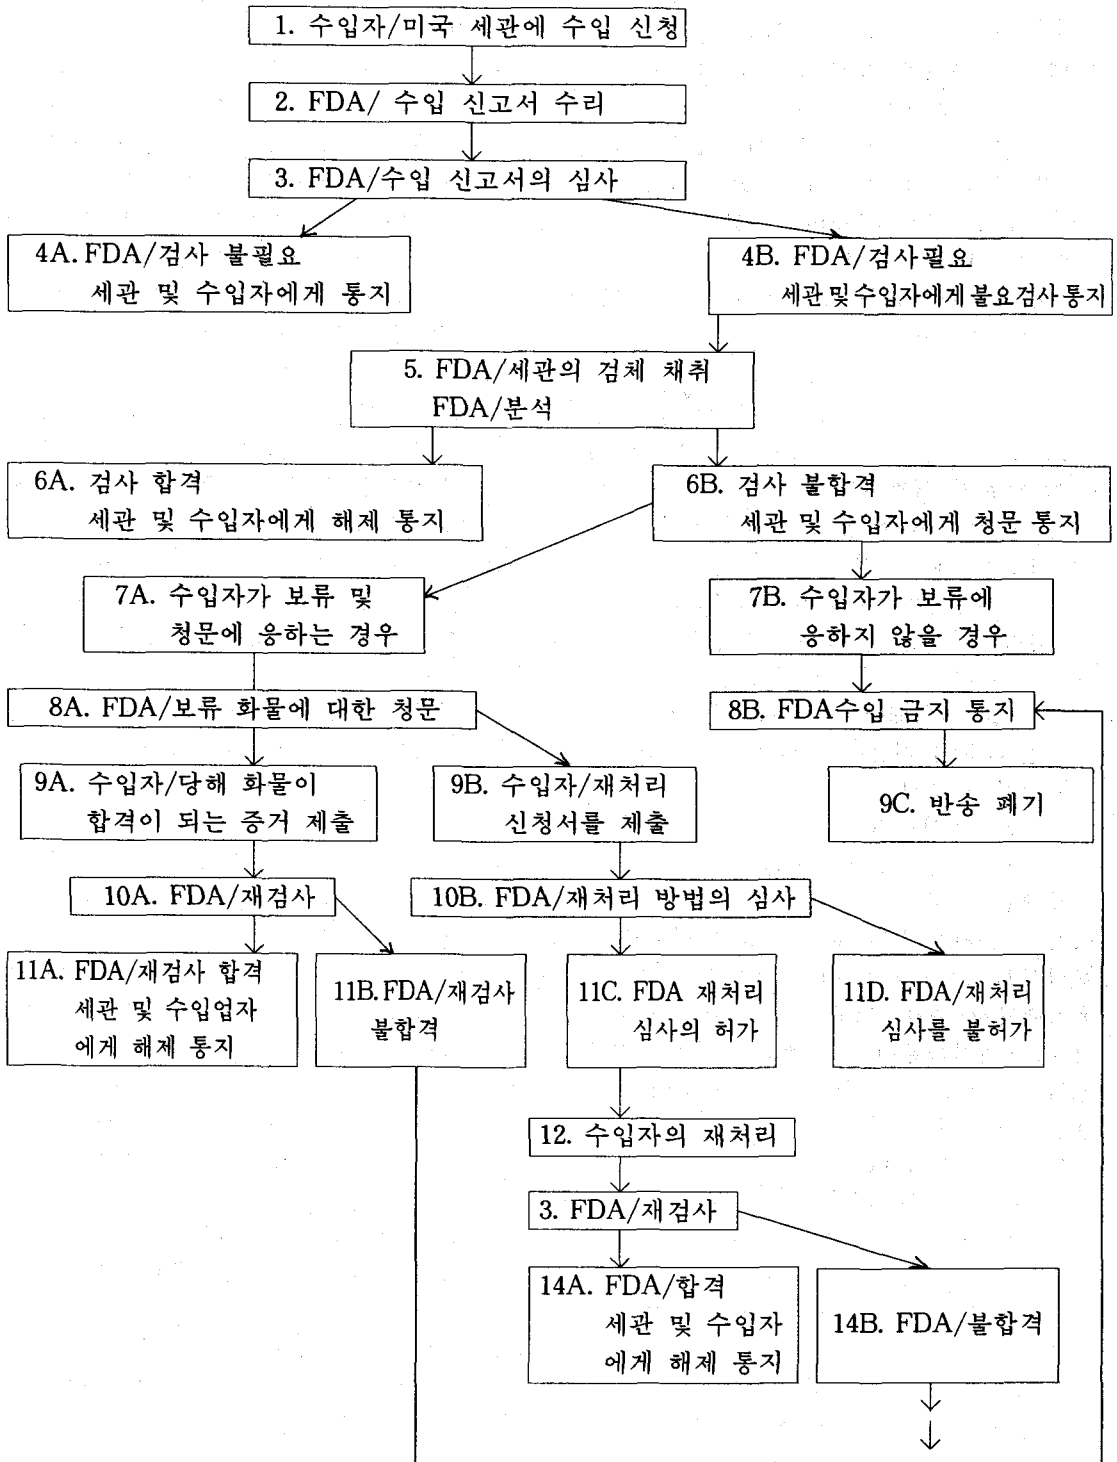 1. 수입자/미국 세관에 수입 신청
2. FDA/ 수입 신고서 수리
3. FDA/수입 신고서의 심사
4A. FDA/검사 불필요
세관 및 수입자에게 통지
4B. FDA/검사필요
세관및수입자에게불요검사통지
5. FDA/세관의 검체 채취
FDA/분석
6A. 검사 합격
세관 및 수입자에게 해제 통지
6B. 검사 불합격
세관 및 수입자에게 청문 통지
7A. 수입자가 보류 및
청문에 응하는 경우
7B. 수입자가 보류에
응하지 않을 경우
8A. FDA/보류 화물에 대한 청문
8B. FDA수입 금지 통지
9A. 수입자/당해 화물이
합격이 되는 증거 제출
9B. 수입자/재처리
신청서를 제출
9C. 반송 폐기
10A. FDA/재검사
10B. FDA/재처리 방법의 심사
11A. FDA/재검사 합격
세관 및 수입업자
에게 해제 통지
11B. FDA/재검사
불합격
11C. FDA 재처리
심사의 허가
11D. FDA/재처리
심사를 불허가
12. 수입자의 재처리
3. FDA/재검사
14A. FDA/합격
세관 및 수입자
에게 해제 통지
14B. FDA/불합격